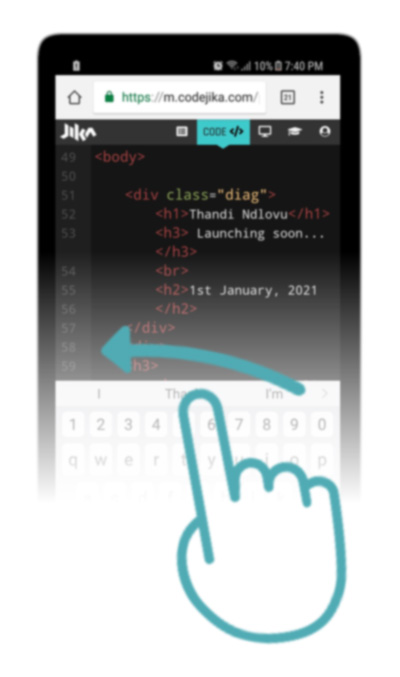 10% 7:40 PM
https://m.codejika.com/
21
JIKA CODE </>
49 <body>
50
51 <div class="diag">
52 <h1>Thandi Ndlovu</h1>
53 <h3> Launching soon...
</h3>
54 <br>
55 <h2>1st January, 2021
56 </h2>
57 </div>
58
59 <h3>
I I'm
1 2 3 4 6 7 8 9 0
q w e r t y u i o p